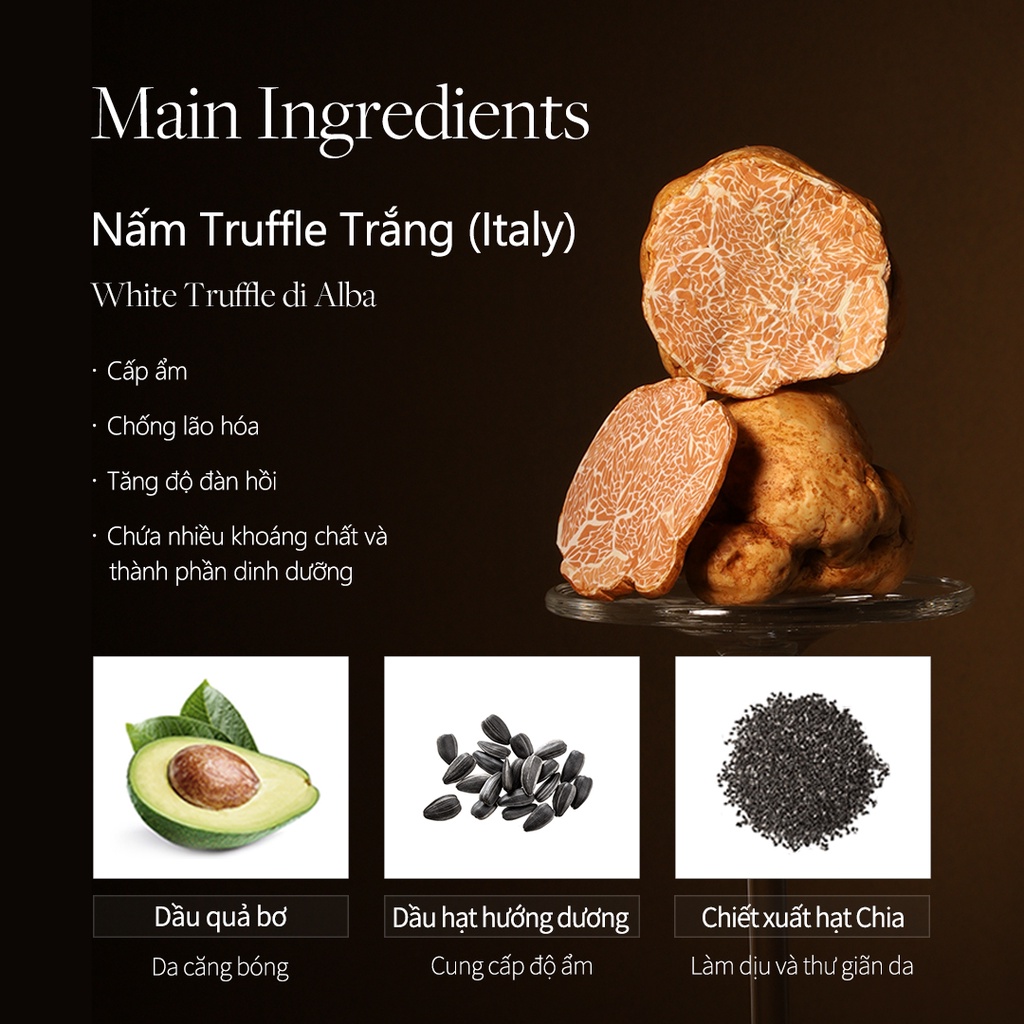 Main Ingredients
Nấm Truffle Trắng (Italy)
White Truffle di Alba
· Cấp ẩm
· Chống lão hóa
· Tăng độ đàn hồi
· Chứa nhiều khoáng chất và
thành phần dinh dưỡng
Dầu quả bơ
Da căng bóng
Dầu hạt hướng dương
Cung cấp độ ẩm
Chiết xuất hạt Chia
Làm dịu và thư giãn da